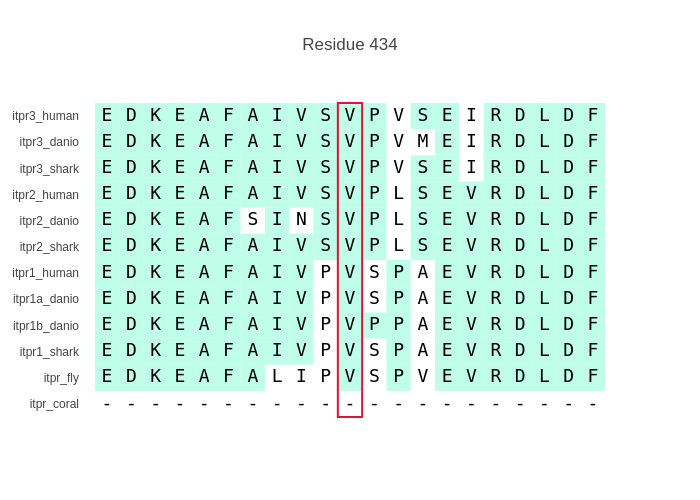 Residue 434
itpr3_human E D K E A F A I V S V P V S E I R D L D F
itpr3_danio E D K E A F A I V S V P V M E I R D L D F
itpr3_shark E D K E A F A I V S V P V S E I R D L D F
itpr2_human E D K E A F A I V S V P L S E V R D L D F
itpr2_danio E D K E A F S I N S V P L S E V R D L D F
itpr2_shark E D K E A F A I V S V P L S E V R D L D F
itpr1_human E D K E A F A I V P V S P A E V R D L D F
itpr1a_danio E D K E A F A I V P V S P A E V R D L D F
itpr1b_danio E D K E A F A I V P V P P A E V R D L D F
itpr1_shark E D K E A F A I V P V S P A E V R D L D F
itpr_fly E D K E A F A L I P V S P V E V R D L D F
itpr_coral - - - - - - - - - - - - - - - - - - - - -